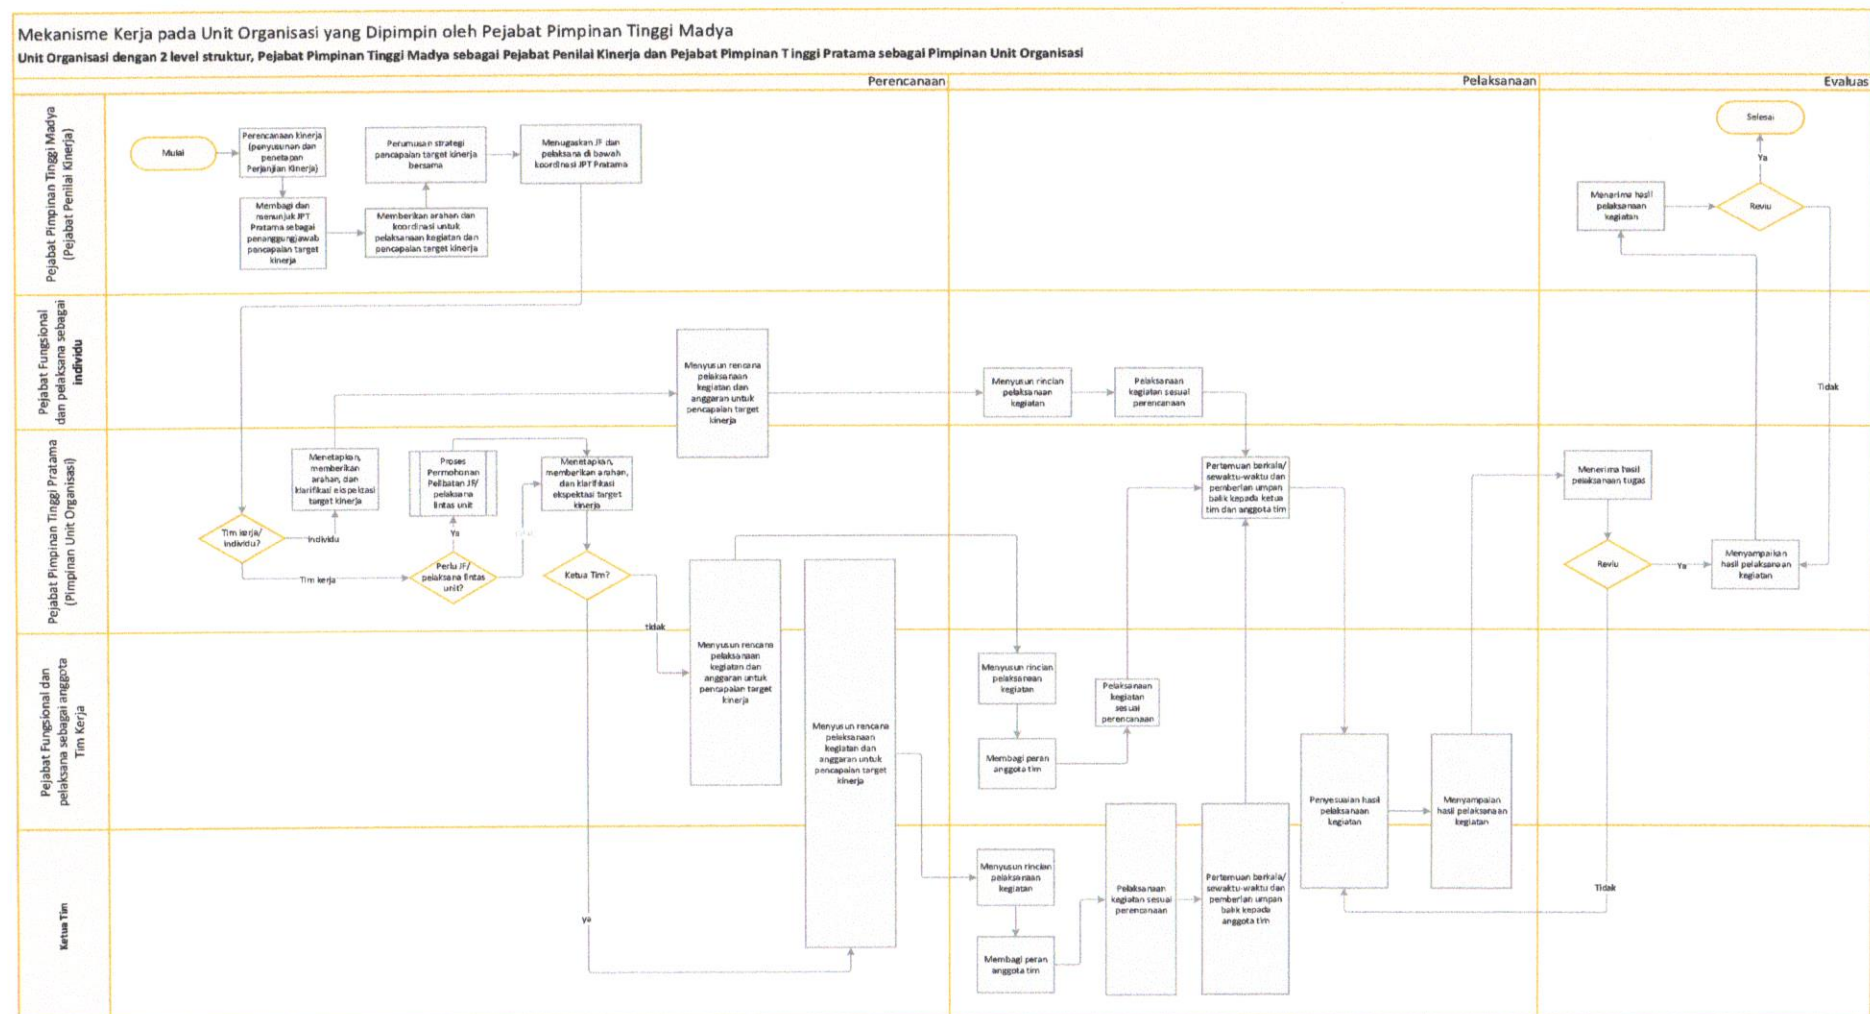 Mekanisme Kerja pada Unit Organisasi yang Dipimpin oleh Pejabat Pimpinan Tinggi Madya
Unit Organisasi dengan 2 level struktur, Pejabat Pimpinan Tinggi Madya sebagai Pejabat Penilai Kinerja dan Pejabat Pimpinan Tinggi Pratama sebagai Pimpinan Unit Organisasi
Perencanaan
Pelaksanaan
Evaluas
Pejabat Pimpinan Tinggi Madya
(Pejabat Penilai Kinerja)
Mulai
Perencanaan kinerja
(penyusunan dan
penetapan
Perjanjian Kinerja)
Membagi dan
menunjuk JPT
Pratama sebagai
penanggungjawab
pencapaian target
kinerja
Perumusan strategi
pencapaian target kinerja
bersama
Memberikan arahan dan
koordinasi untuk
pelaksanaan kegiatan dan
pencapaian target kinerja
Menugaskan JF dan
pelaksana di bawah
koordinasi JPT Pratama
Selesai
Ya
Menerima hasil
pelaksanaan
kegiatan
Reviu
Tidak
Pejabat Fungsional
dan pelaksana sebagai
individu
Menyusun rencana
pelaksanaan
kegiatan dan
anggaran untuk
pencapaian target
kinerja
Menyusun rincian
pelaksanaan
kegiatan
Pelaksanaan
kegiatan sesuai
perencanaan
Pejabat Pimpinan Tinggi Pratama
(Pimpinan Unit Organisasi)
Tim kerja/
individu?
individu
Tim kerja
Menetapkan,
memberikan
arahan, dan
klarifikasi ekspektasi
target kinerja
Proses
Permohonan
Pelibatan JF/
pelaksana
lintas unit
Ya
Perlu JF/
pelaksana lintas
unit?
Menetapkan,
memberikan arahan,
dan klarifikasi
ekspektasi target
kinerja
Ketua Tim?
tidak
ya
Pertemuan berkala/
sewaktu-waktu dan
pemberian umpan
balik kepada ketua
tim dan anggota tim
Menerima hasil
pelaksanaan tugas
Reviu
Ya
Tidak
Menyampaikan
hasil pelaksanaan
kegiatan
Pejabat Fungsional dan
pelaksana sebagai anggota
Tim Kerja
Menyusun rencana
pelaksanaan
kegiatan dan
anggaran untuk
pencapaian target
kinerja
Menyusun rencana
pelaksanaan
kegiatan dan
anggaran untuk
pencapaian target
kinerja
Menyusun rincian
pelaksanaan
kegiatan
Membagi peran
anggota tim
Pelaksanaan
kegiatan
sesuai
perencanaan
Penyesuaian hasil
pelaksanaan
kegiatan
Menyampaian
hasil pelaksanaan
kegiatan
Ketua Tim
Menyusun rincian
pelaksanaan
kegiatan
Membagi peran
anggota tim
Pelaksanaan
kegiatan sesuai
perencanaan
Pertemuan berkala/
sewaktu-waktu dan
pemberian umpan
balik kepada
anggota tim